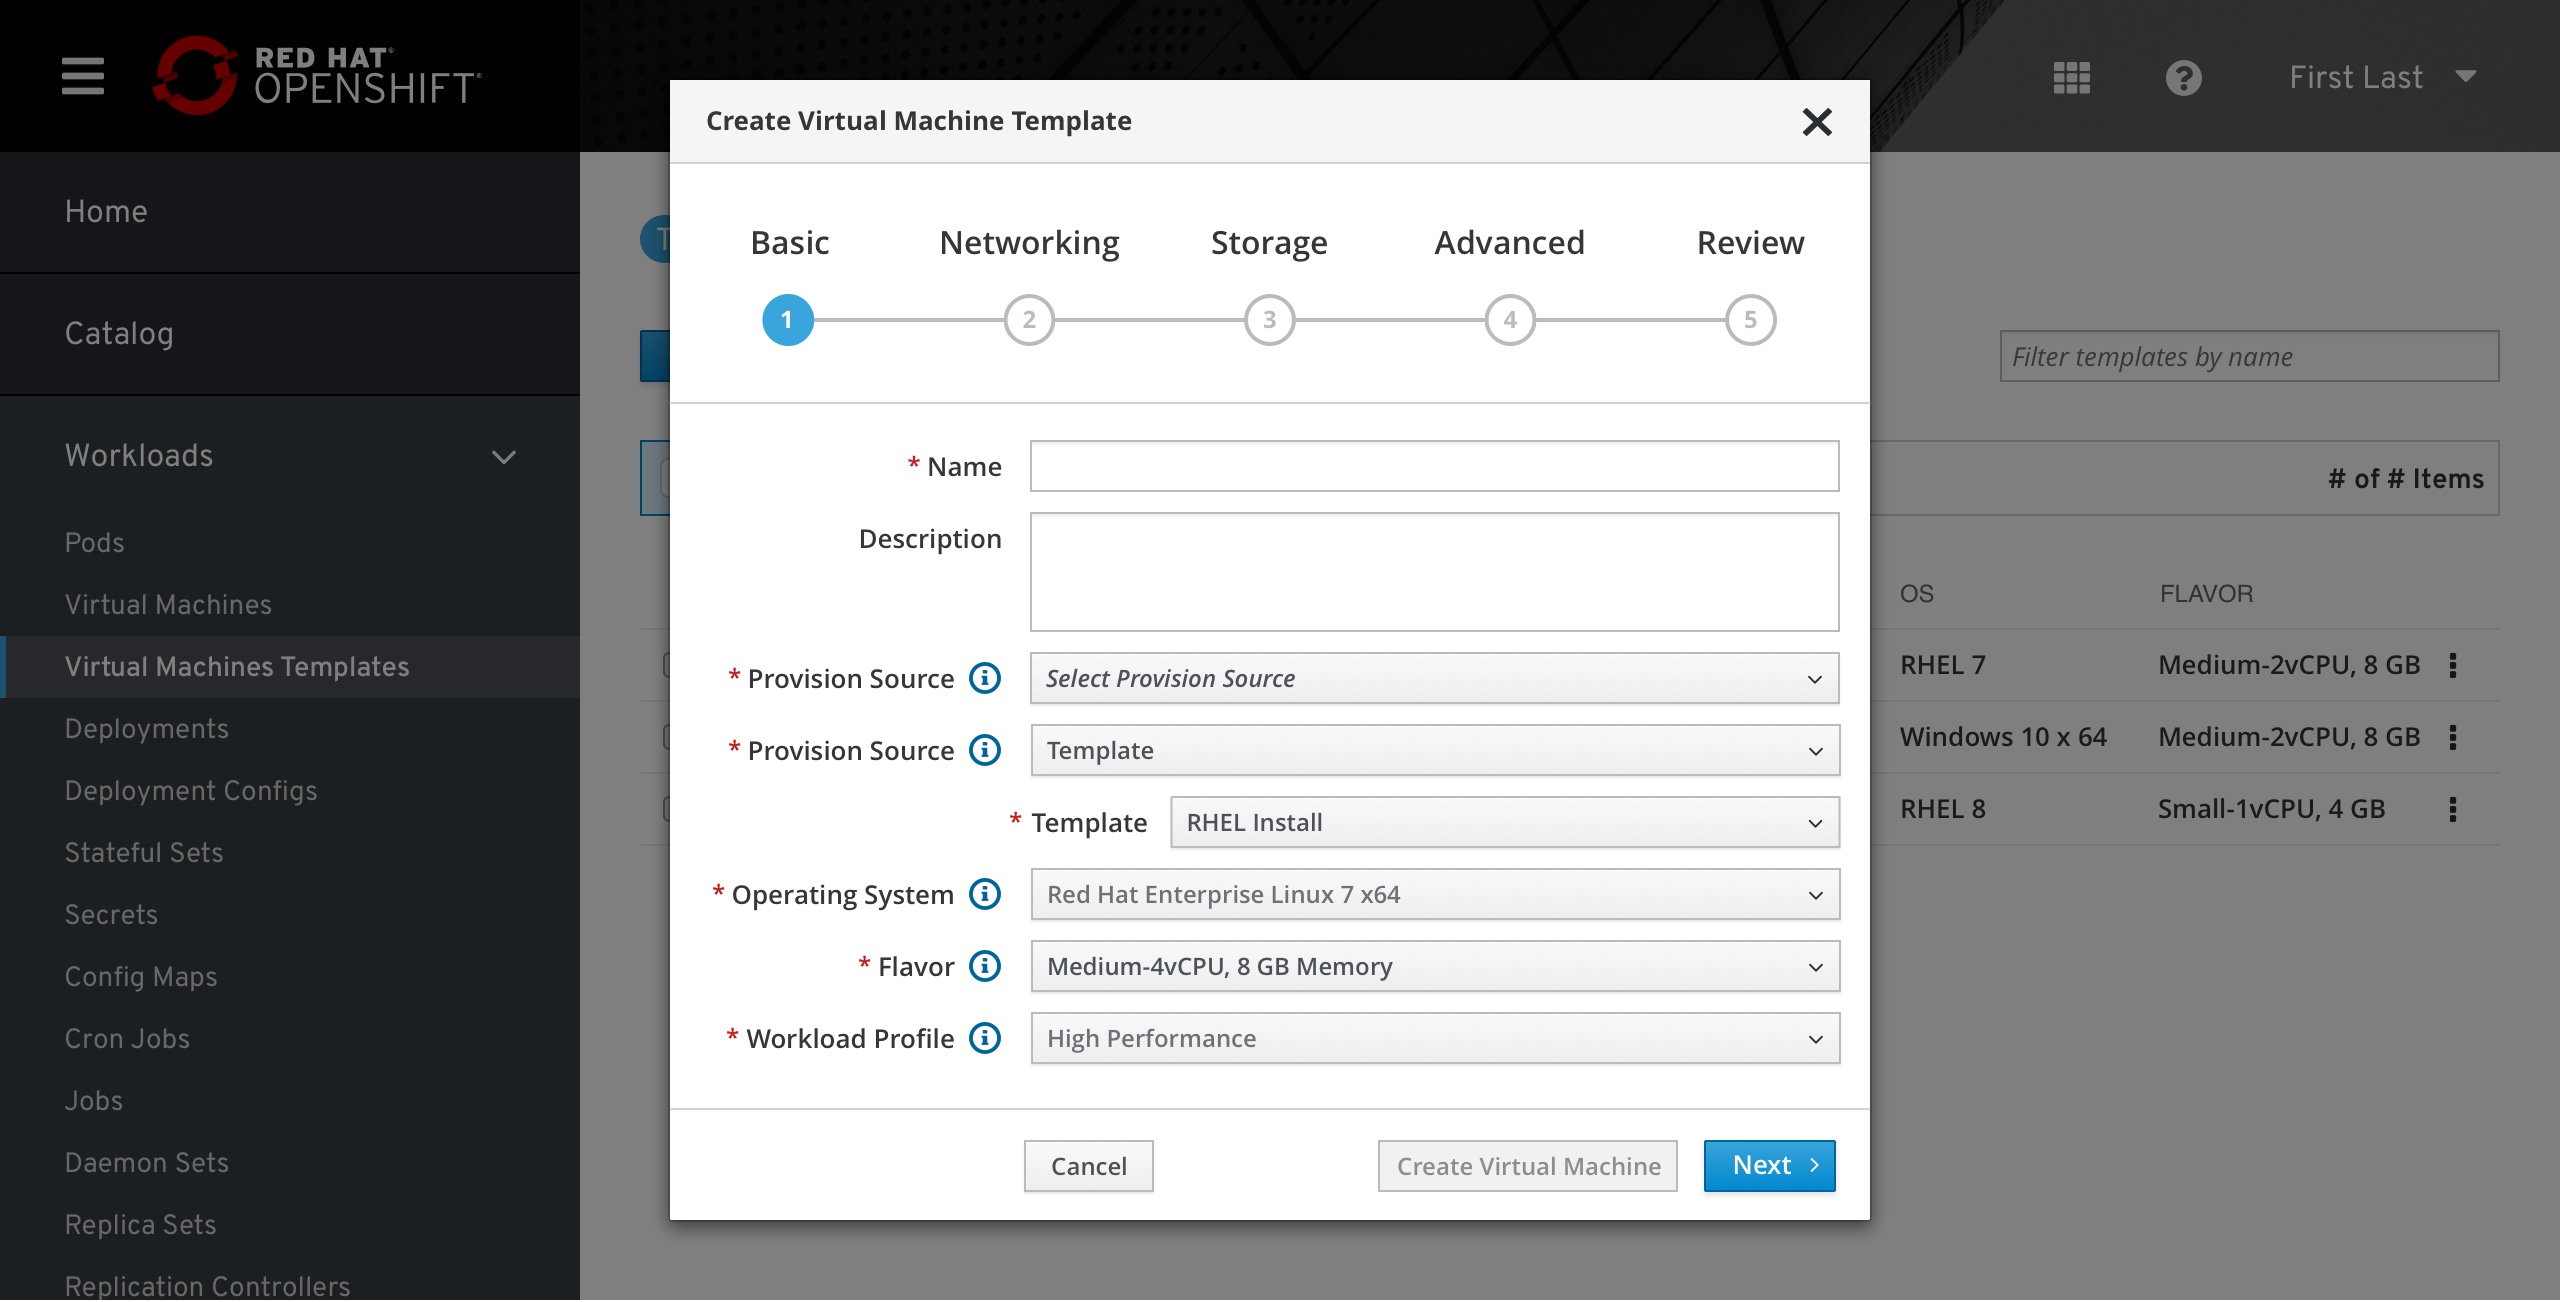 RED HAT®
OPENSHIFT®
First Last
Home
Catalog
Workloads
Pods
Virtual Machines
Virtual Machines Templates
Deployments
Deployment Configs
Stateful Sets
Secrets
Config Maps
Cron Jobs
Jobs
Daemon Sets
Replica Sets
Replication Controllers
T
Filter templates by name
# of # Items
OS FLAVOR
RHEL 7 Medium-2vCPU, 8 GB
Windows 10 x 64 Medium-2vCPU, 8 GB
RHEL 8 Small-1vCPU, 4 GB
Create Virtual Machine Template
Basic Networking Storage Advanced Review
1 2 3 4 5
* Name
Description
* Provision Source Select Provision Source
* Provision Source Template
* Template RHEL Install
* Operating System Red Hat Enterprise Linux 7 x64
* Flavor Medium-4vCPU, 8 GB Memory
* Workload Profile High Performance
Cancel Create Virtual Machine Next